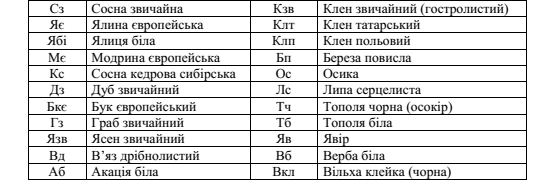 Сз Сосна звичайна Кзв Клен звичайний (гостролистий)
Яє Ялина європейська Клт Клен татарський
Ябі Ялиця біла Клп Клен польовий
Мє Модрина європейська Бп Береза повисла
Кс Сосна кедрова сибірська Ос Осика
Дз Дуб звичайний Лс Липа серцелиста
Бкє Бук європейський Тч Тополя чорна (осокір)
Гз Граб звичайний Тб Тополя біла
Язв Ясен звичайний Яв Явір
Вд В’яз дрібнолистий Вб Верба біла
Аб Акація біла Вкл Вільха клейка (чорна)